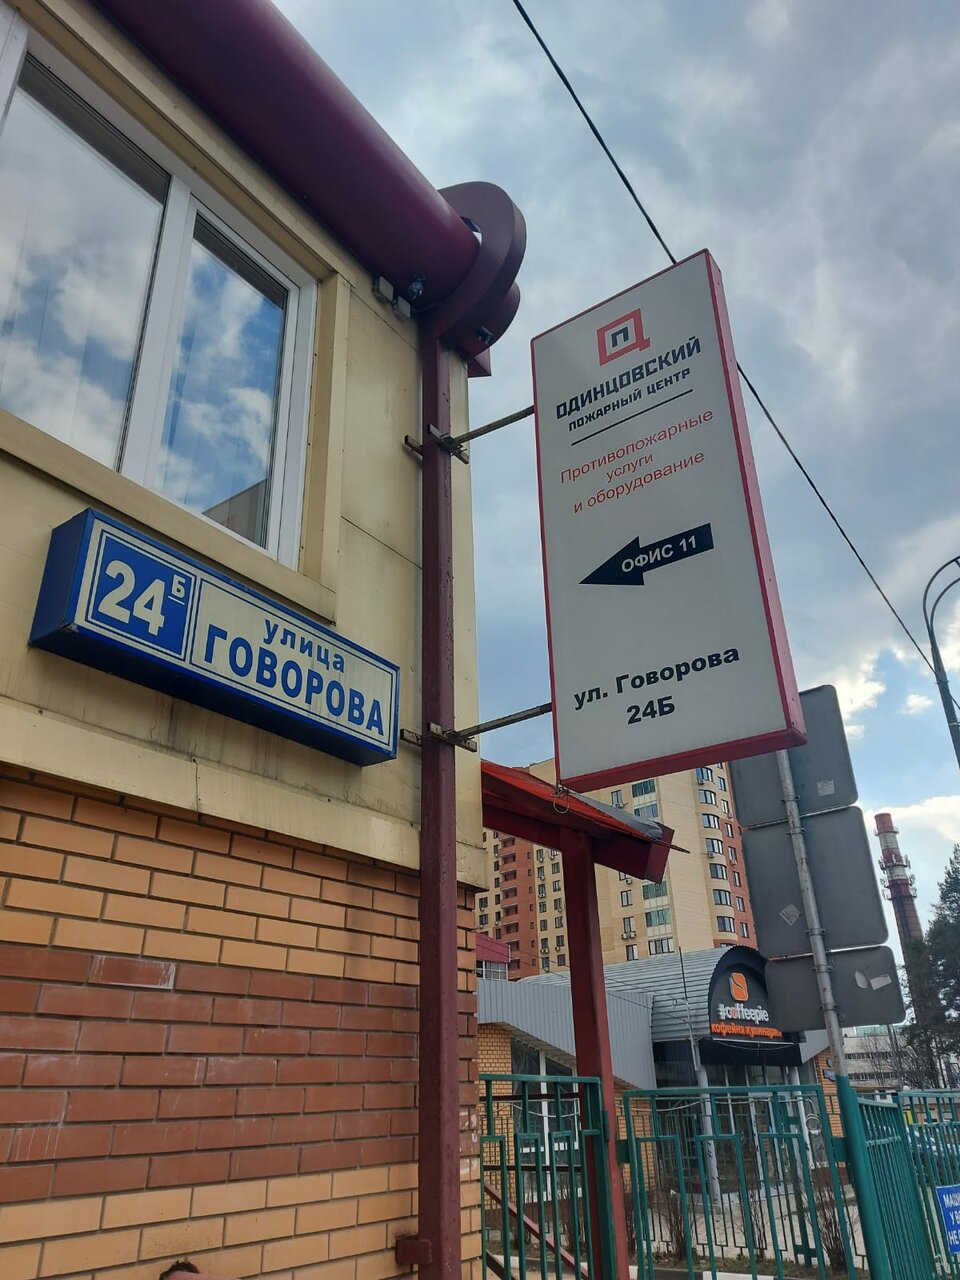 24Б
улица
ГОВОРОВА
П
ОДИНЦОВСКИЙ
ПОЖАРНЫЙ ЦЕНТР
Противопожарные
услуги
и оборудование
ОФИС 11
ул. Говорова
24Б
#coffeepie
кофейня кулинария